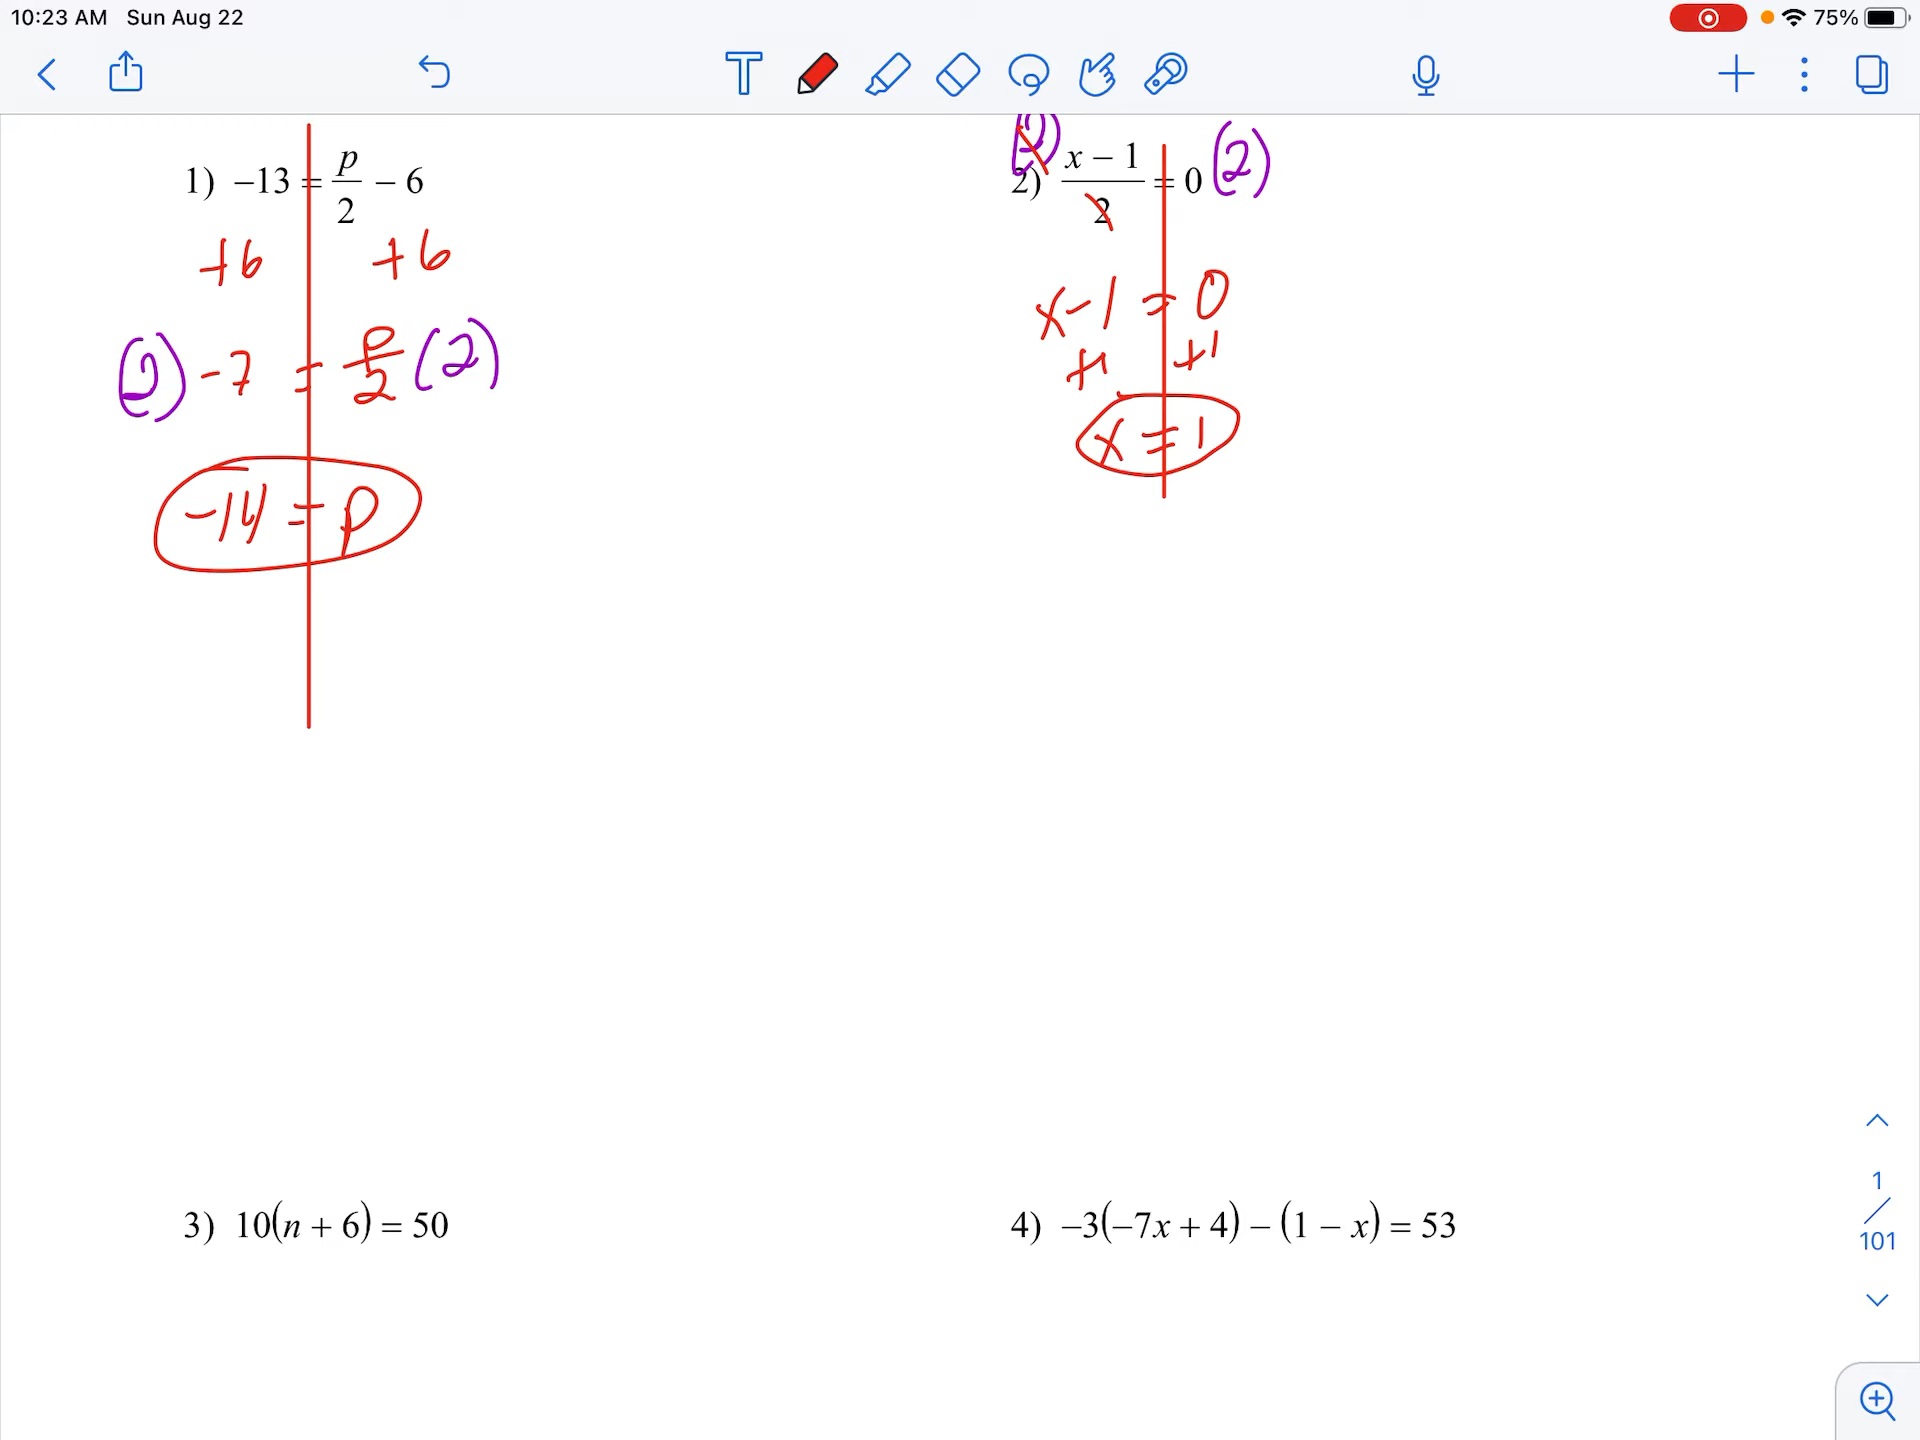 10:23 AM Sun Aug 22
75%
T
1) −13 = p/2 − 6
+6 +6
(2) -7 = p/2 (2)
-14 = p
(2)
2) (x − 1)/2 = 0 (2)
x-1 = 0
+1 +1
x = 1
3) 10(n + 6) = 50
4) −3(−7x + 4) − (1 − x) = 53
1
/
101